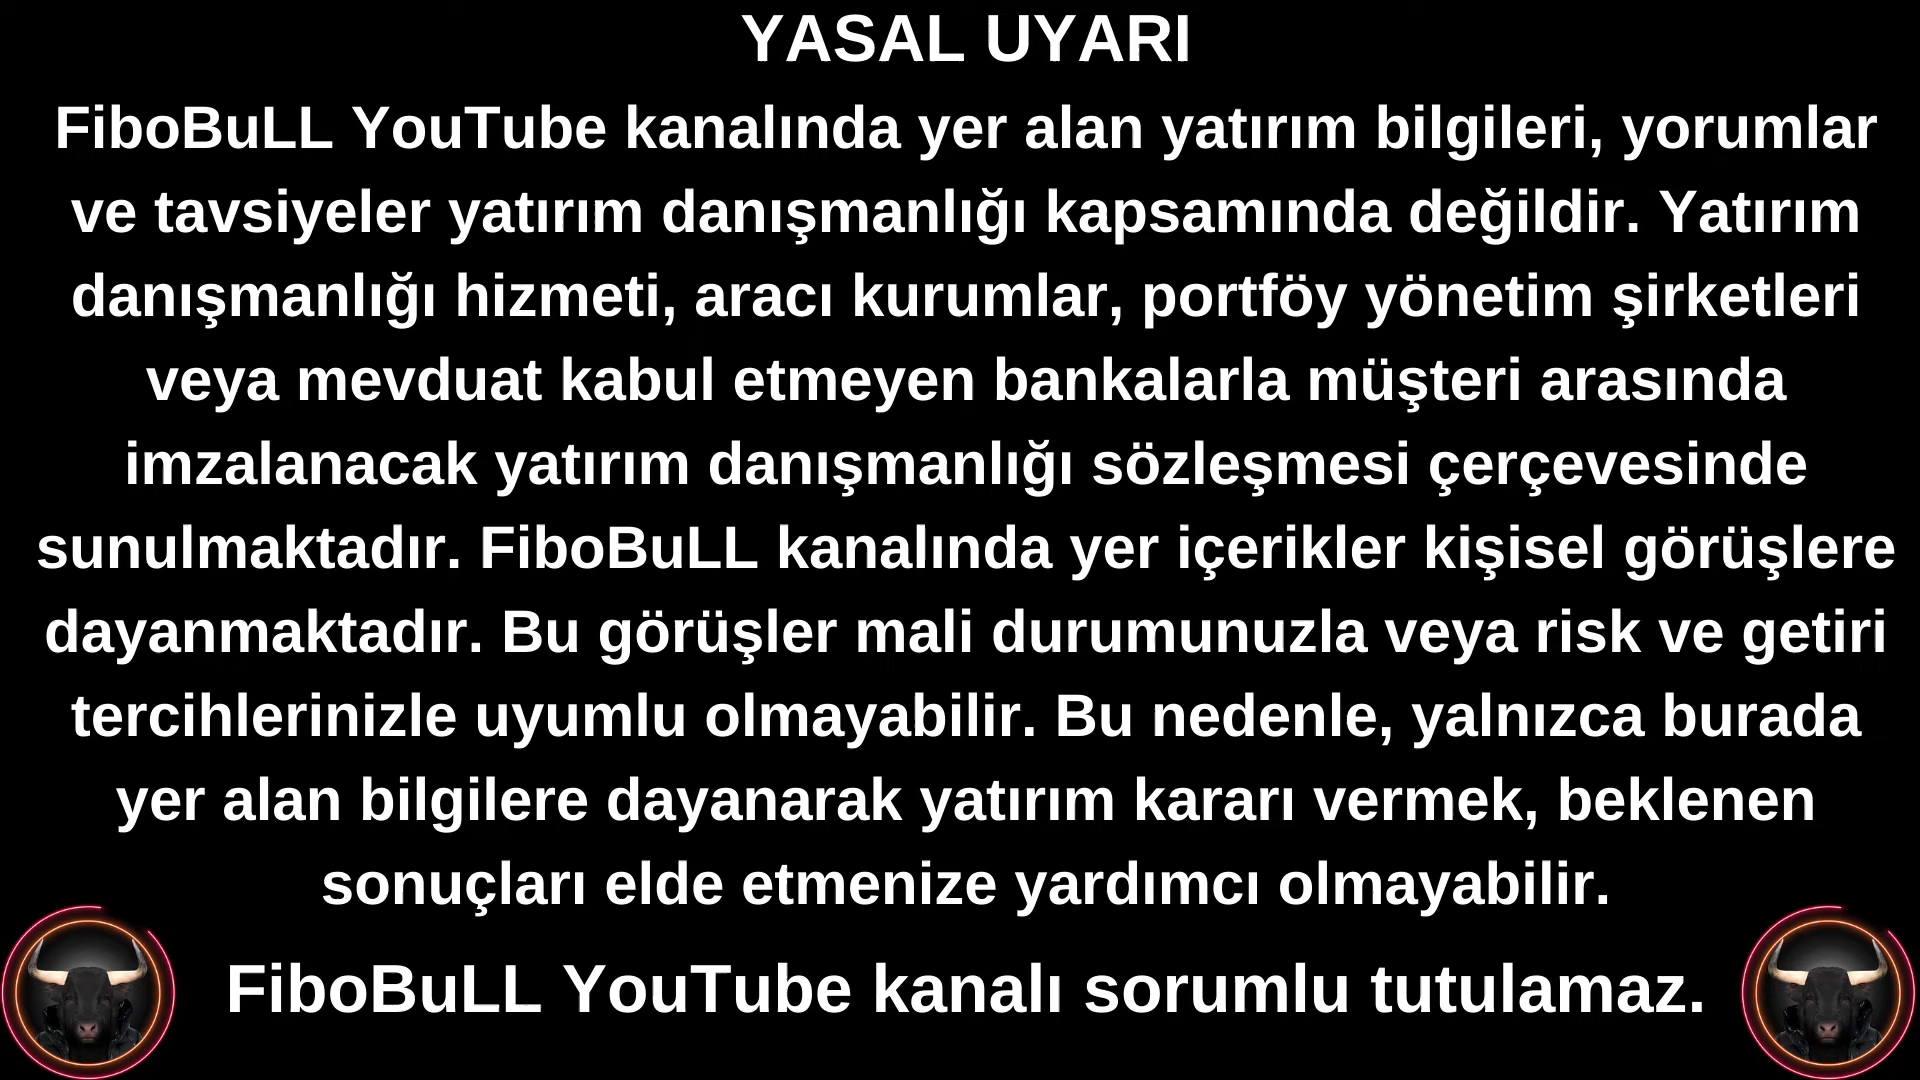 YASAL UYARI
FiboBuLL YouTube kanalında yer alan yatırım bilgileri, yorumlar
ve tavsiyeler yatırım danışmanlığı kapsamında değildir. Yatırım
danışmanlığı hizmeti, aracı kurumlar, portföy yönetim şirketleri
veya mevduat kabul etmeyen bankalarla müşteri arasında
imzalanacak yatırım danışmanlığı sözleşmesi çerçevesinde
sunulmaktadır. FiboBuLL kanalında yer içerikler kişisel görüşlere
dayanmaktadır. Bu görüşler mali durumunuzla veya risk ve getiri
tercihlerinizle uyumlu olmayabilir. Bu nedenle, yalnızca burada
yer alan bilgilere dayanarak yatırım kararı vermek, beklenen
sonuçları elde etmenize yardımcı olmayabilir.
FiboBuLL YouTube kanalı sorumlu tutulamaz.